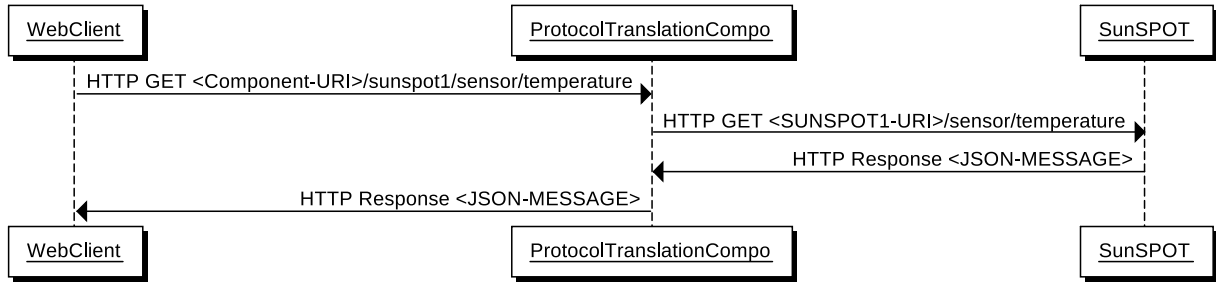 WebClient
ProtocolTranslationCompo
SunSPOT
HTTP GET <Component-URI>/sunspot1/sensor/temperature
HTTP GET <SUNSPOT1-URI>/sensor/temperature
HTTP Response <JSON-MESSAGE>
HTTP Response <JSON-MESSAGE>
WebClient
ProtocolTranslationCompo
SunSPOT